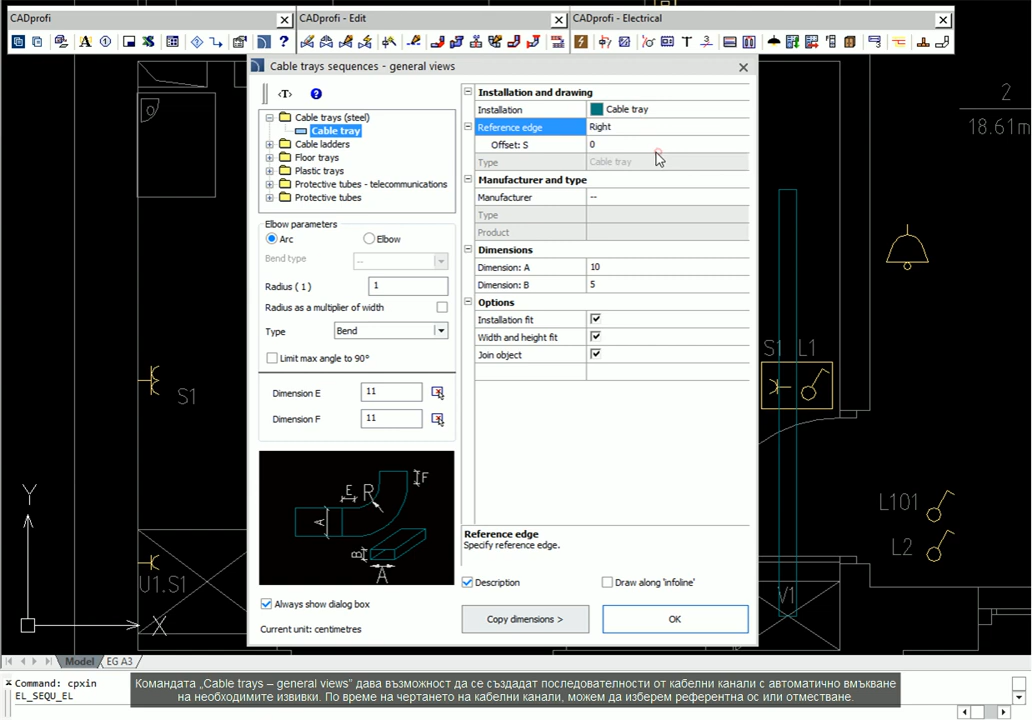 CADprofi
CADprofi - Edit
CADprofi - Electrical
Cable trays sequences - general views
<T>
Cable trays (steel)
Cable tray
Cable ladders
Floor trays
Plastic trays
Protective tubes - telecommunications
Protective tubes
Elbow parameters
Arc
Elbow
Bend type
--
Radius ( 1 )
1
Radius as a multiplier of width
Type
Bend
Limit max angle to 90°
Dimension E
11
Dimension F
11
E
R
F
A
B
A
Always show dialog box
Current unit: centimetres
Installation and drawing
Installation
Cable tray
Reference edge
Right
Offset: S
0
Type
Cable tray
Manufacturer and type
Manufacturer
--
Type
Product
Dimensions
Dimension: A
10
Dimension: B
5
Options
Installation fit
Width and height fit
Join object
Reference edge
Specify reference edge.
Description
Draw along 'infoline'
Copy dimensions >
OK
2
18.61m
S1
L1
S1
L101
L2
U1.S1
V1
Y
X
Model
EG A3
Command: cpxin
EL_SEQU_EL
Командата „Cable trays – general views” дава възможност да се създадат последователности от кабелни канали с автоматично вмъкване
на необходимите извивки. По време на чертането на кабелни канали, можем да изберем референтна ос или отместване.